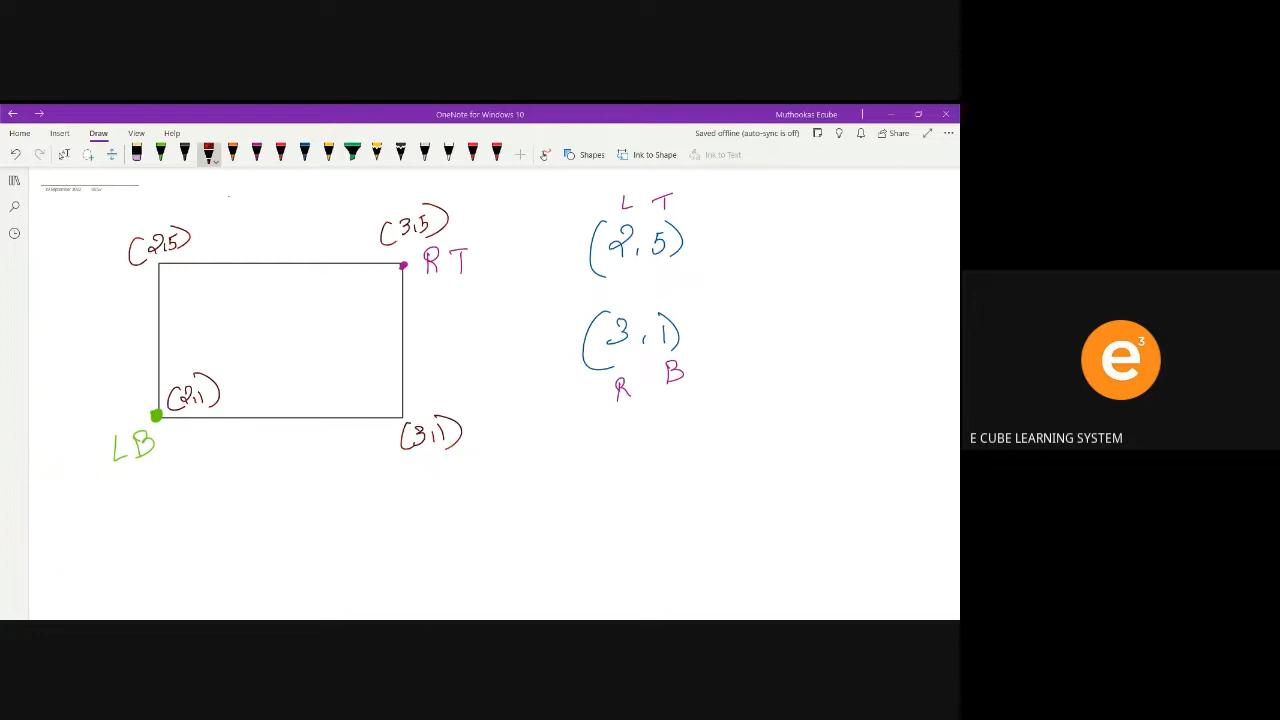 OneNote for Windows 10
Muthookas Ecube
Home Insert Draw View Help
Saved offline (auto-sync is off)
Share
Shapes
Ink to Shape
Ink to Text
L T
(2,5)
(3,5)
(2,5)
R T
(3,1)
R B
(2,1)
(3,1)
LB
e3
E CUBE LEARNING SYSTEM